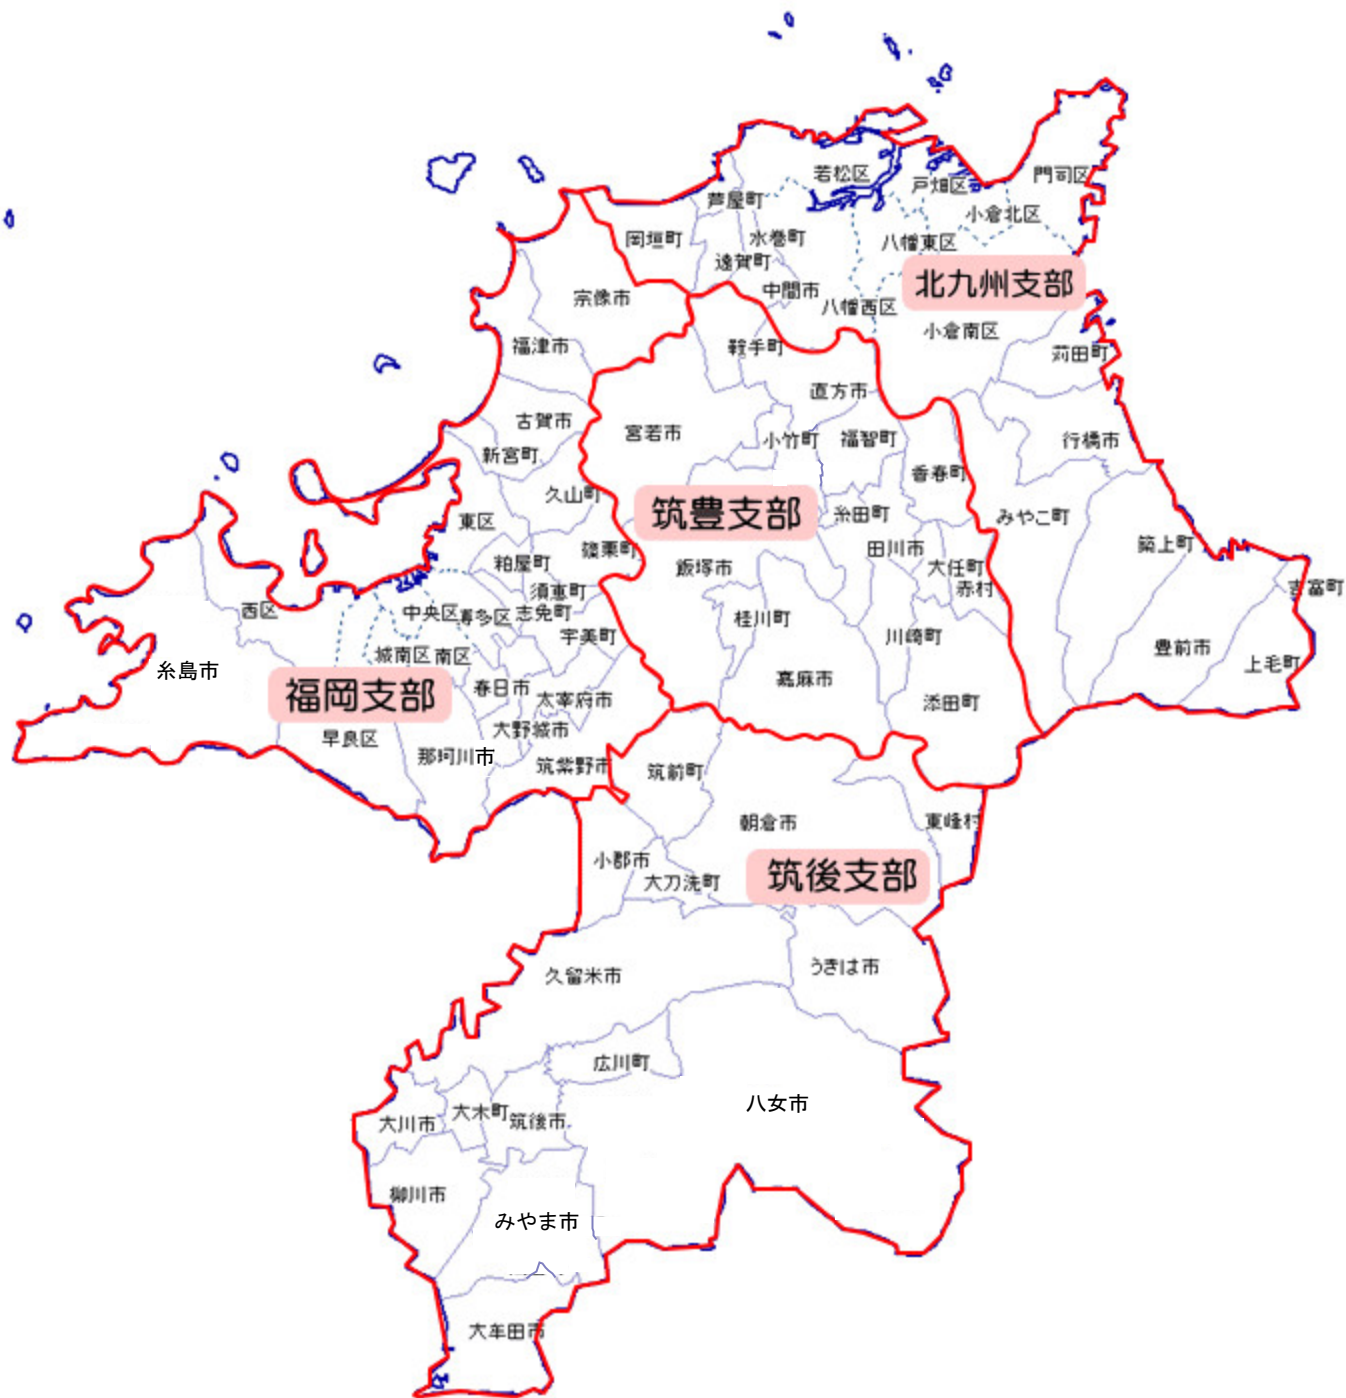 若松区
戸畑区
門司区
芦屋町
小倉北区
岡垣町
水巻町
八幡東区
遠賀町
北九州支部
中間市
宗像市
八幡西区
小倉南区
福津市
鞍手町
苅田町
直方市
古賀市
宮若市
小竹町
福智町
行橋市
新宮町
香春町
久山町
筑豊支部
糸田町
みやこ町
東区
篠栗町
田川市
築上町
粕屋町
飯塚市
大任町
須恵町
赤村
吉富町
西区
中央区
博多区
志免町
桂川町
宇美町
川崎町
城南区
南区
豊前市
糸島市
上毛町
福岡支部
春日市
嘉麻市
太宰府市
添田町
大野城市
早良区
那珂川市
筑紫野市
筑前町
朝倉市
東峰村
小郡市
大刀洗町
筑後支部
久留米市
うきは市
広川町
八女市
大川市
大木町
筑後市
柳川市
みやま市
大牟田市